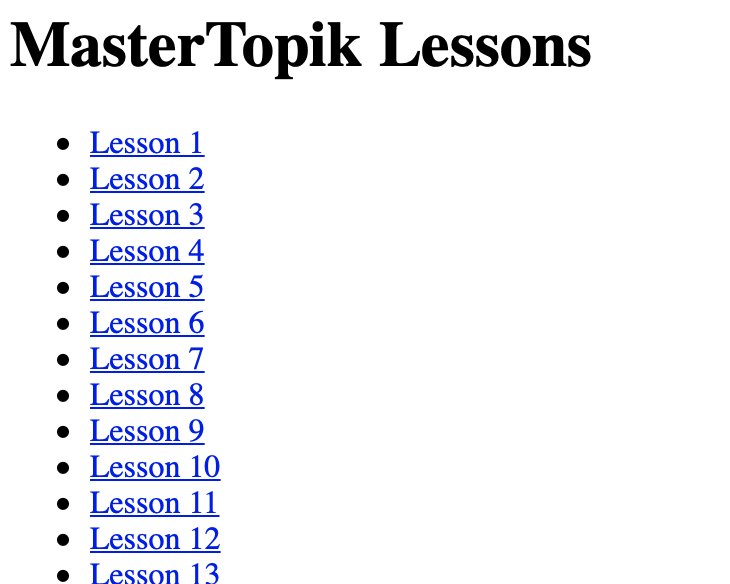 MasterTopik Lessons
Lesson 1
Lesson 2
Lesson 3
Lesson 4
Lesson 5
Lesson 6
Lesson 7
Lesson 8
Lesson 9
Lesson 10
Lesson 11
Lesson 12
Lesson 13